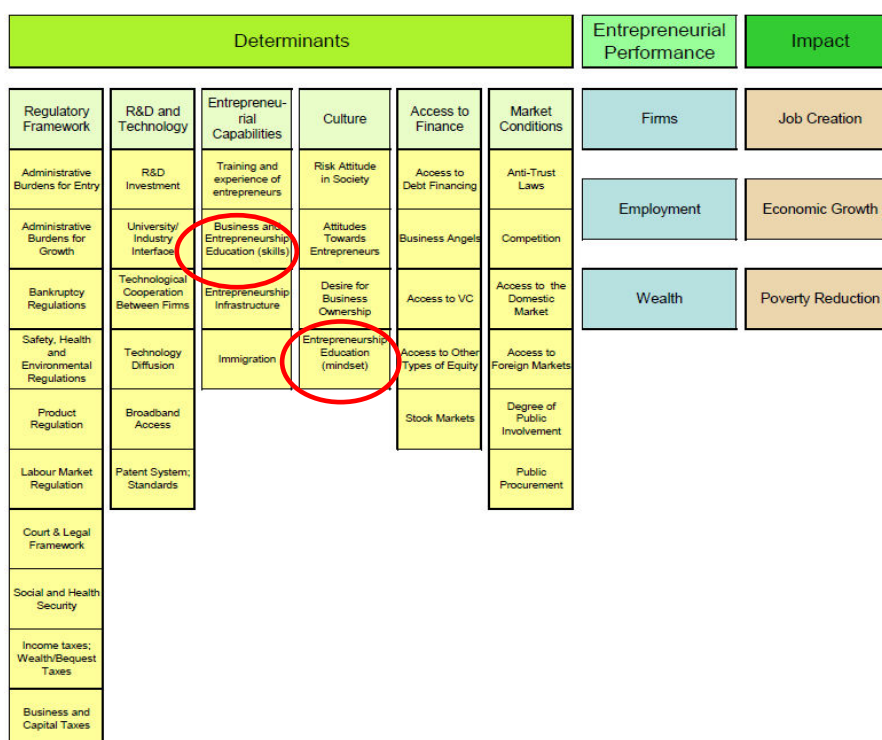 Determinants
Entrepreneurial
Performance
Impact
Regulatory
Framework
Administrative
Burdens for Entry
Administrative
Burdens for
Growth
Bankruptcy
Regulations
Safety, Health
and
Environmental
Regulations
Product
Regulation
Labour Market
Regulation
Court & Legal
Framework
Social and Health
Security
Income taxes;
Wealth/Bequest
Taxes
Business and
Capital Taxes
R&D and
Technology
R&D
Investment
University/
Industry
Interface
Technological
Cooperation
Between Firms
Technology
Diffusion
Broadband
Access
Patent System;
Standards
Entrepreneu-
rial
Capabilities
Training and
experience of
entrepreneurs
Business and
Entrepreneurship
Education (skills)
Entrepreneurship
Infrastructure
Immigration
Culture
Risk Attitude
in Society
Attitudes
Towards
Entrepreneurs
Desire for
Business
Ownership
Entrepreneurship
Education
(mindset)
Access to
Finance
Access to
Debt Financing
Business Angels
Access to VC
Access to Other
Types of Equity
Stock Markets
Market
Conditions
Anti-Trust
Laws
Competition
Access to the
Domestic
Market
Access to
Foreign Markets
Degree of
Public
Involvement
Public
Procurement
Firms
Employment
Wealth
Job Creation
Economic Growth
Poverty Reduction